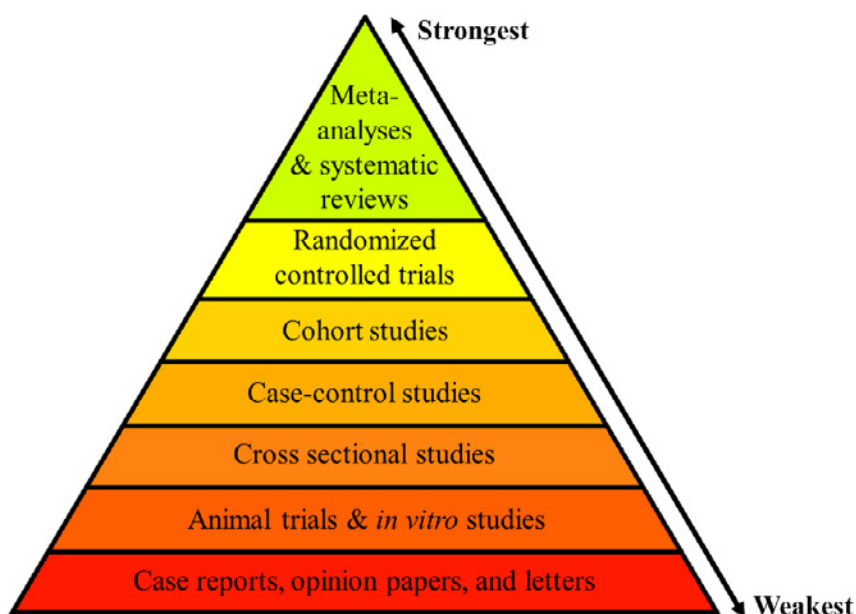 Strongest
Meta-
analyses
& systematic
reviews
Randomized
controlled trials
Cohort studies
Case-control studies
Cross sectional studies
Animal trials & in vitro studies
Case reports, opinion papers, and letters
Weakest